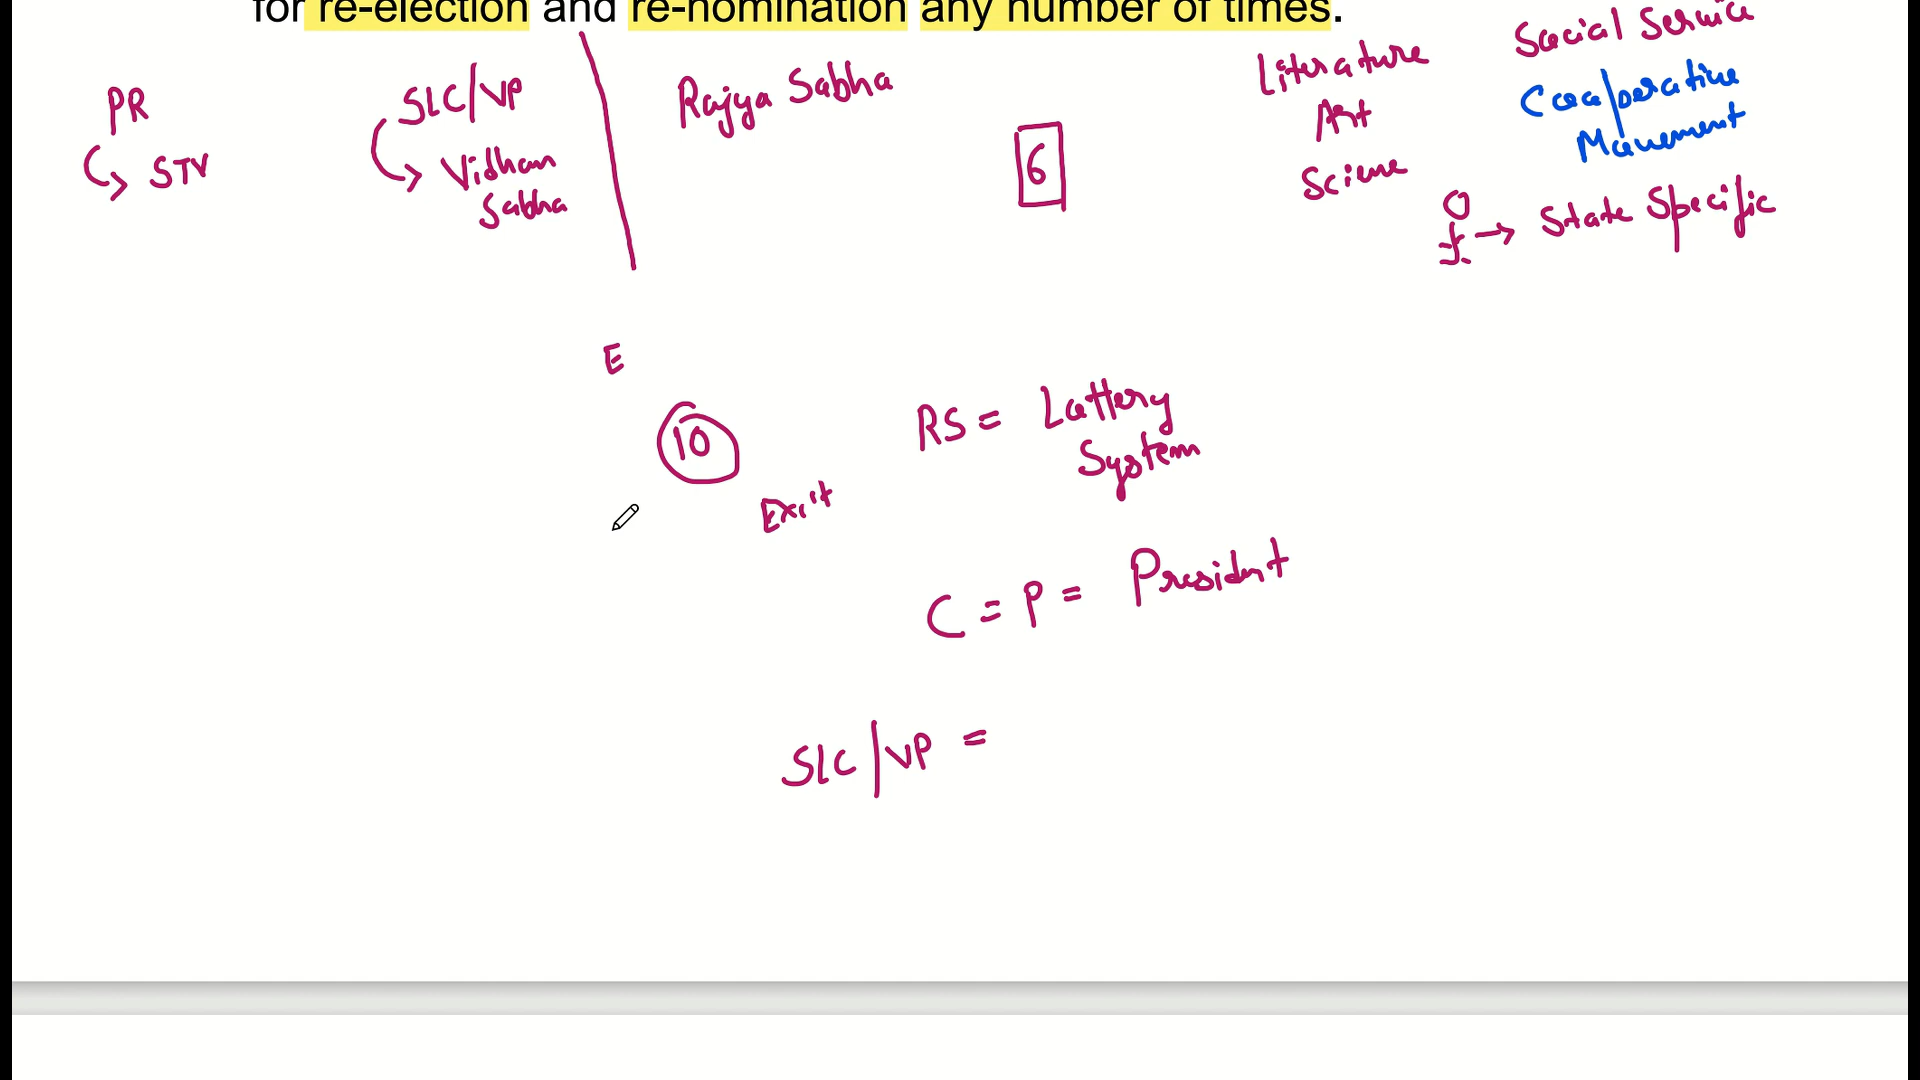 for re-election and re-nomination any number of times.
PR
STV
SLC/VP
Vidhan
Sabha
Rajya Sabha
6
Literature
Art
Science
Social Service
Cooperative
Movement
State Specific
E
10
Exit
RS = Lottery
System
C = P = President
SLC/VP =